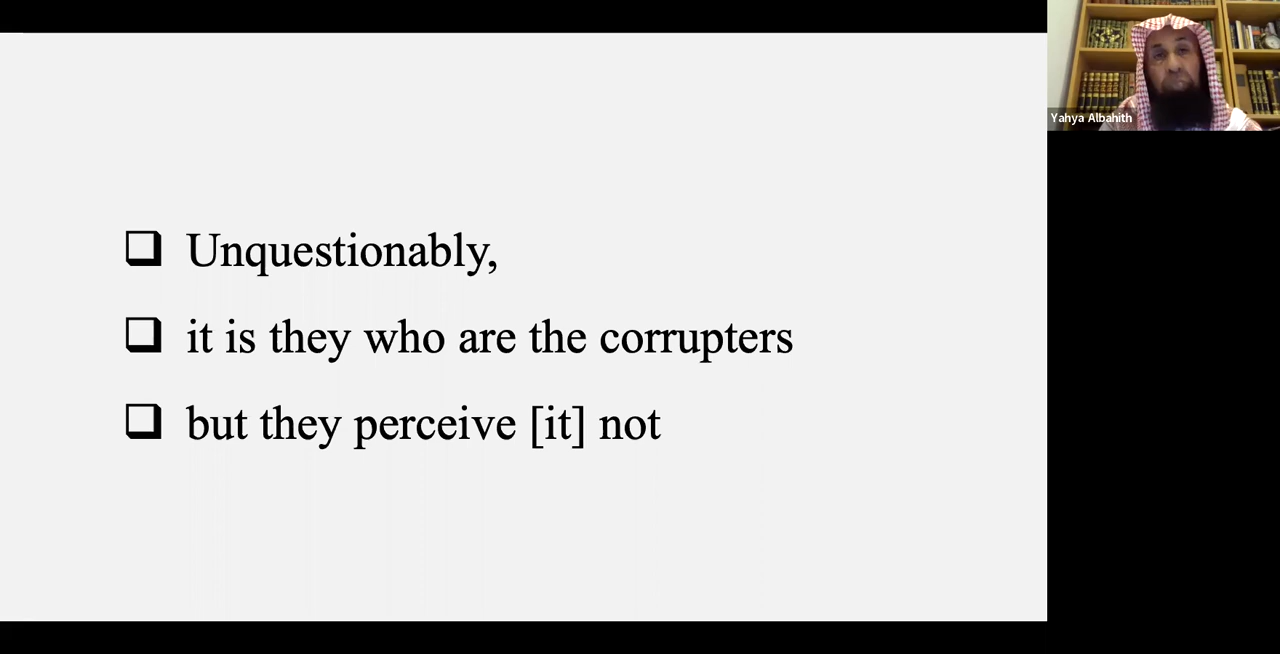 Unquestionably,
it is they who are the corrupters
but they perceive [it] not
Yahya Albahith